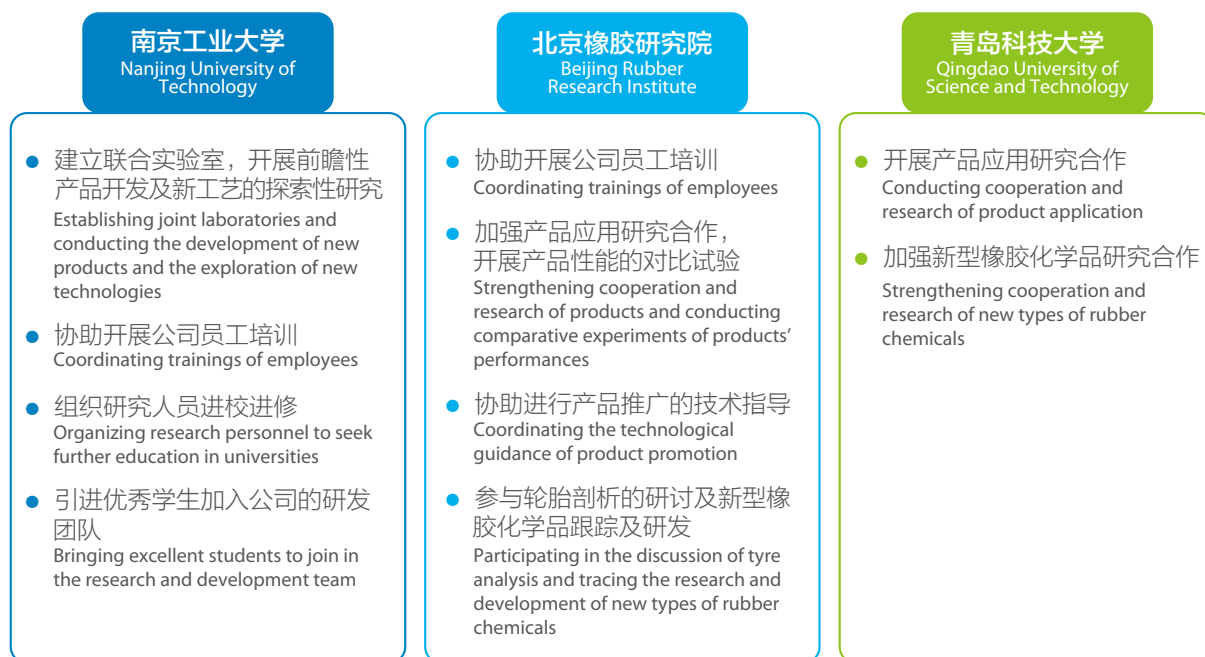 南京工业大学
Nanjing University of
Technology
建立联合实验室，开展前瞻性
产品开发及新工艺的探索性研究
Establishing joint laboratories and
conducting the development of new
products and the exploration of new
technologies
协助开展公司员工培训
Coordinating trainings of employees
组织研究人员进校进修
Organizing research personnel to seek
further education in universities
引进优秀学生加入公司的研发
团队
Bringing excellent students to join in
the research and development team
北京橡胶研究院
Beijing Rubber
Research Institute
协助开展公司员工培训
Coordinating trainings of employees
加强产品应用研究合作，
开展产品性能的对比试验
Strengthening cooperation and
research of products and conducting
comparative experiments of products’
performances
协助进行产品推广的技术指导
Coordinating the technological
guidance of product promotion
参与轮胎剖析的研讨及新型橡
胶化学品跟踪及研发
Participating in the discussion of tyre
analysis and tracing the research and
development of new types of rubber
chemicals
青岛科技大学
Qingdao University of
Science and Technology
开展产品应用研究合作
Conducting cooperation and
research of product application
加强新型橡胶化学品研究合作
Strengthening cooperation and
research of new types of rubber
chemicals